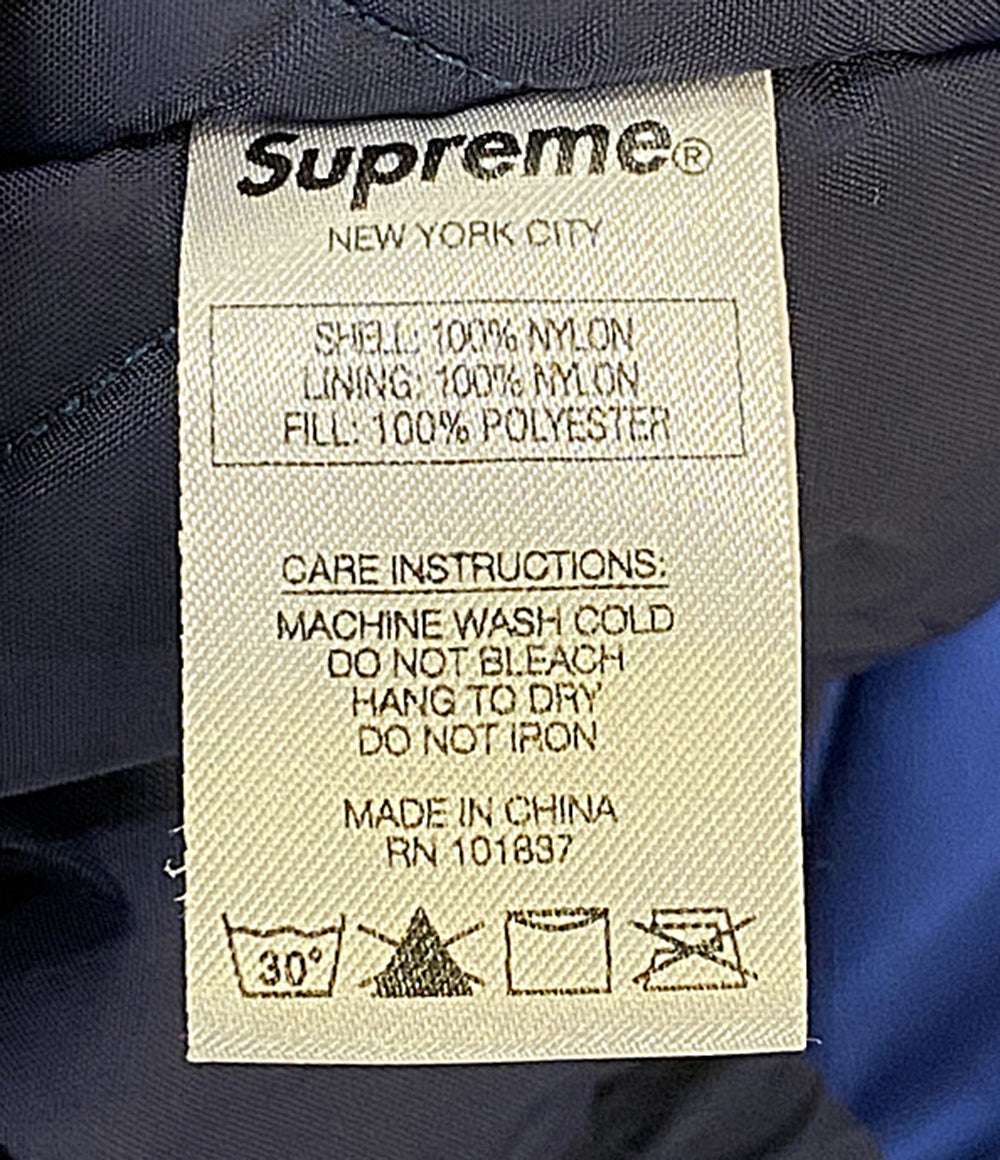 Supreme®
NEW YORK CITY
SHELL: 100% NYLON
LINING: 100% NYLON
FILL: 100% POLYESTER
CARE INSTRUCTIONS:
MACHINE WASH COLD
DO NOT BLEACH
HANG TO DRY
DO NOT IRON
MADE IN CHINA
RN 101837
30°